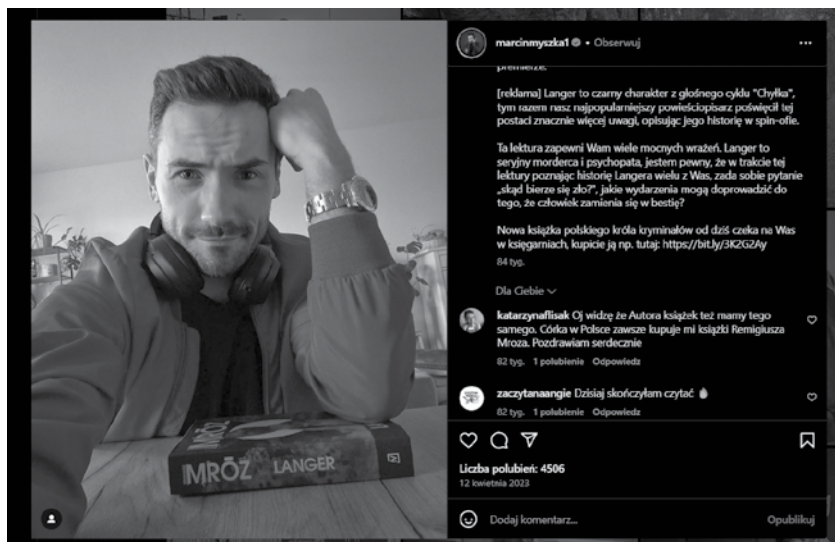 marcinmyszka1 • Obserwuj
premierze.
[reklama] Langer to czarny charakter z głośnego cyklu "Chyłka",
tym razem nasz najpopularniejszy powieściopisarz poświęcił tej
postaci znacznie więcej uwagi, opisując jego historię w spin-ofie.
Ta lektura zapewni Wam wiele mocnych wrażeń. Langer to
seryjny morderca i psychopata, jestem pewny, że w trakcie tej
lektury poznając historię Langera wielu z Was, zada sobie pytanie
„skąd bierze się zło?", jakie wydarzenia mogą doprowadzić do
tego, że człowiek zamienia się w bestię?
Nowa książka polskiego króla kryminałów od dziś czeka na Was
w księgarniach, kupicie ją np. tutaj: https://bit.ly/3K2G2Ay
84 tyg.
Dla Ciebie
katarzynaflisak Oj widzę że Autora książek też mamy tego
samego. Córka w Polsce zawsze kupuje mi książki Remigiusza
Mroza. Pozdrawiam serdecznie
82 tyg. 1 polubienie Odpowiedz
zaczytanaangie Dzisiaj skończyłam czytać
82 tyg. 1 polubienie Odpowiedz
Liczba polubień: 4506
12 kwietnia 2023
Dodaj komentarz...
Opublikuj
MRÓZ LANGER